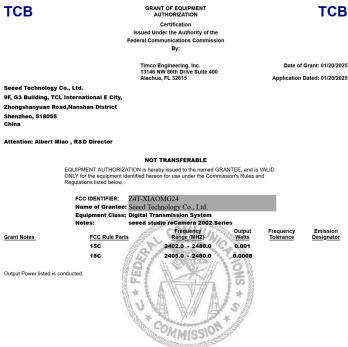 TCB
GRANT OF EQUIPMENT
AUTHORIZATION
TCB
Certification
Issued Under the Authority of the
Federal Communications Commission
By:
Timco Engineering, Inc.
13146 NW 86th Drive Suite 400
Alachua, FL 32615
Date of Grant: 01/20/2025
Application Dated: 01/20/2025
Seeed Technology Co., Ltd.
9F, G3 Building, TCL International E City,
Zhongshanyuan Road,Nanshan District
Shenzhen, 518055
China
Attention: Albert Miao , R&D Director
NOT TRANSFERABLE
EQUIPMENT AUTHORIZATION is hereby issued to the named GRANTEE, and is VALID
ONLY for the equipment identified hereon for use under the Commission's Rules and
Regulations listed below.
FCC IDENTIFIER: Z4T-XIAOMG24
Name of Grantee: Seeed Technology Co., Ltd.
Equipment Class: Digital Transmission System
Notes: seeed studio reCamera 2002 Series
Grant Notes FCC Rule Parts Frequency Range (MHZ) Output Watts Frequency Tolerance Emission Designator
15C 2402.0 - 2480.0 0.001
15C 2405.0 - 2480.0 0.0008
Output Power listed is conducted.
FEDERAL COMMUNICATIONS COMMISSION